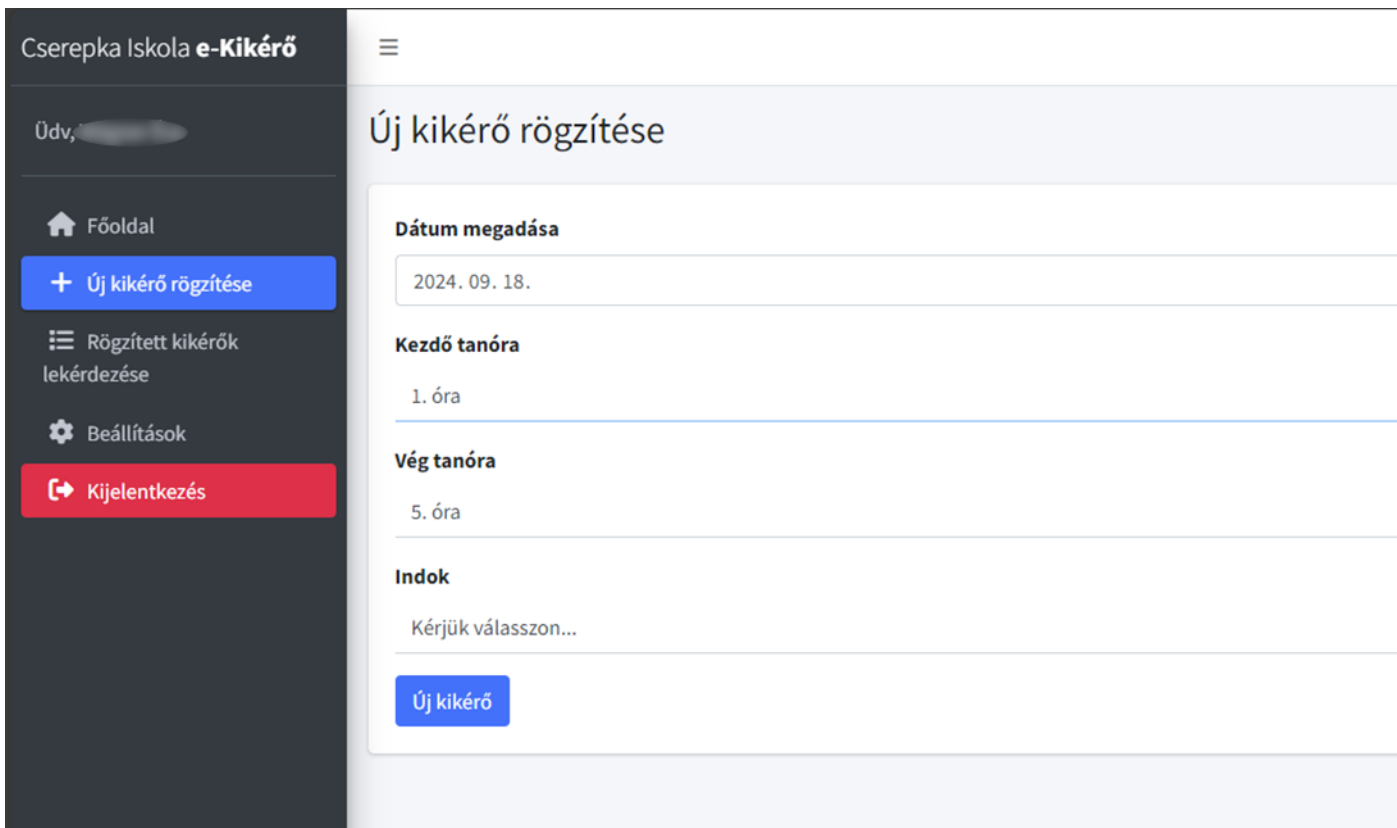 Cserepka Iskola e-Kikérő
Üdv,
Főoldal
Új kikérő rögzítése
Rögzített kikérők
lekérdezése
Beállítások
Kijelentkezés
Új kikérő rögzítése
Dátum megadása
2024. 09. 18.
Kezdő tanóra
1. óra
Vég tanóra
5. óra
Indok
Kérjük válasszon...
Új kikérő